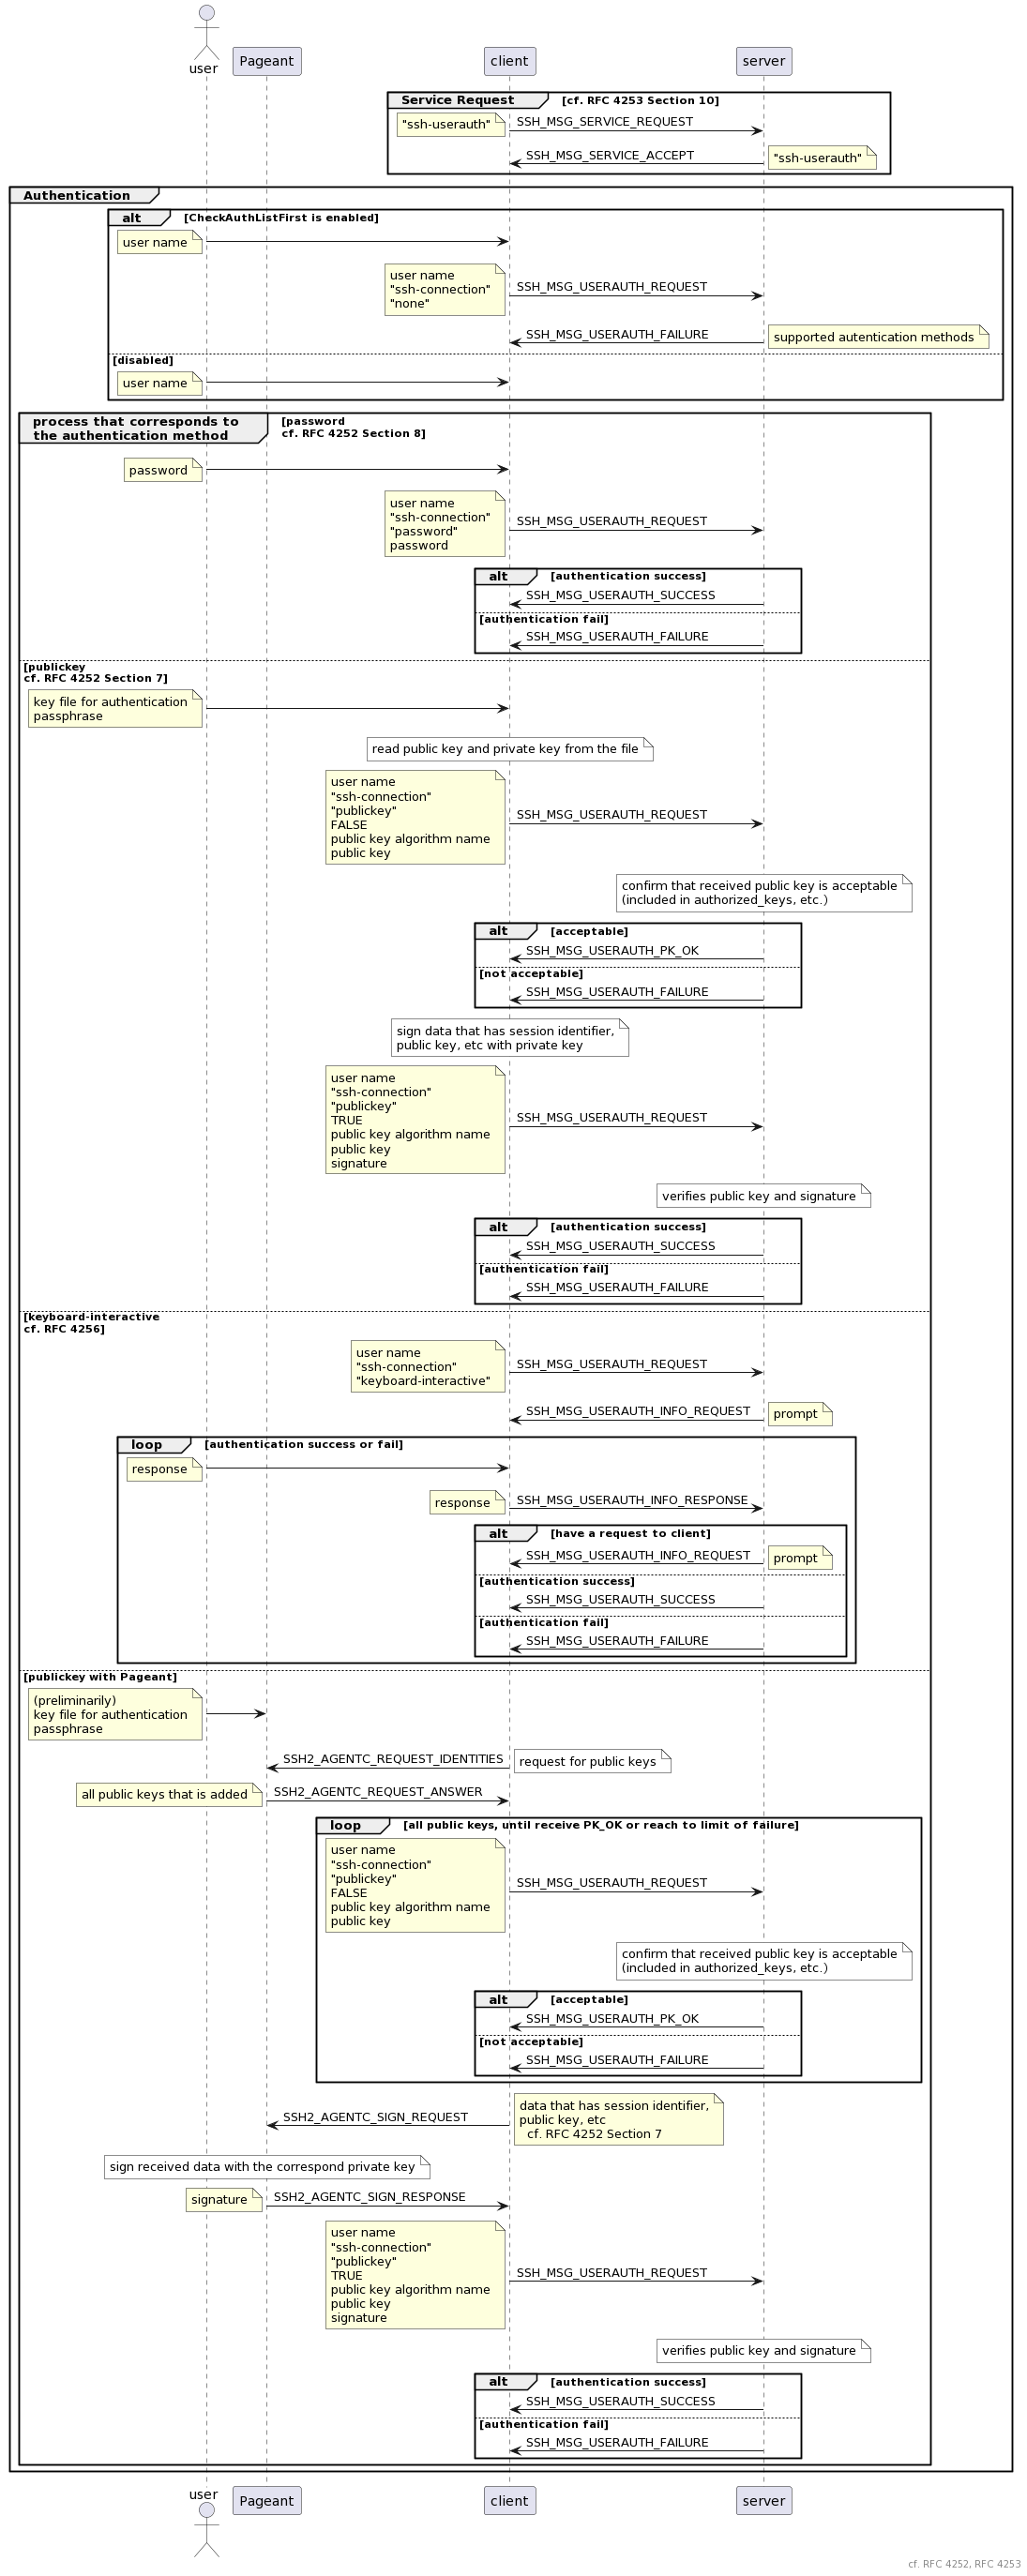 user
Pageant
client
server
Service Request
[cf. RFC 4253 Section 10]
"ssh-userauth"
SSH_MSG_SERVICE_REQUEST
SSH_MSG_SERVICE_ACCEPT
"ssh-userauth"
Authentication
alt
[CheckAuthListFirst is enabled]
user name
user name
"ssh-connection"
"none"
SSH_MSG_USERAUTH_REQUEST
SSH_MSG_USERAUTH_FAILURE
supported autentication methods
[disabled]
user name
process that corresponds to
the authentication method
[password
cf. RFC 4252 Section 8]
password
user name
"ssh-connection"
"password"
password
SSH_MSG_USERAUTH_REQUEST
alt
[authentication success]
SSH_MSG_USERAUTH_SUCCESS
[authentication fail]
SSH_MSG_USERAUTH_FAILURE
[publickey
cf. RFC 4252 Section 7]
key file for authentication
passphrase
read public key and private key from the file
user name
"ssh-connection"
"publickey"
FALSE
public key algorithm name
public key
SSH_MSG_USERAUTH_REQUEST
confirm that received public key is acceptable
(included in authorized_keys, etc.)
alt
[acceptable]
SSH_MSG_USERAUTH_PK_OK
[not acceptable]
SSH_MSG_USERAUTH_FAILURE
sign data that has session identifier,
public key, etc with private key
user name
"ssh-connection"
"publickey"
TRUE
public key algorithm name
public key
signature
SSH_MSG_USERAUTH_REQUEST
verifies public key and signature
alt
[authentication success]
SSH_MSG_USERAUTH_SUCCESS
[authentication fail]
SSH_MSG_USERAUTH_FAILURE
[keyboard-interactive
cf. RFC 4256]
user name
"ssh-connection"
"keyboard-interactive"
SSH_MSG_USERAUTH_REQUEST
SSH_MSG_USERAUTH_INFO_REQUEST
prompt
loop
[authentication success or fail]
response
response
SSH_MSG_USERAUTH_INFO_RESPONSE
alt
[have a request to client]
SSH_MSG_USERAUTH_INFO_REQUEST
prompt
[authentication success]
SSH_MSG_USERAUTH_SUCCESS
[authentication fail]
SSH_MSG_USERAUTH_FAILURE
[publickey with Pageant]
(preliminarily)
key file for authentication
passphrase
SSH2_AGENTC_REQUEST_IDENTITIES
request for public keys
all public keys that is added
SSH2_AGENTC_REQUEST_ANSWER
loop
[all public keys, until receive PK_OK or reach to limit of failure]
user name
"ssh-connection"
"publickey"
FALSE
public key algorithm name
public key
SSH_MSG_USERAUTH_REQUEST
confirm that received public key is acceptable
(included in authorized_keys, etc.)
alt
[acceptable]
SSH_MSG_USERAUTH_PK_OK
[not acceptable]
SSH_MSG_USERAUTH_FAILURE
SSH2_AGENTC_SIGN_REQUEST
data that has session identifier,
public key, etc
cf. RFC 4252 Section 7
sign received data with the correspond private key
signature
SSH2_AGENTC_SIGN_RESPONSE
user name
"ssh-connection"
"publickey"
TRUE
public key algorithm name
public key
signature
SSH_MSG_USERAUTH_REQUEST
verifies public key and signature
alt
[authentication success]
SSH_MSG_USERAUTH_SUCCESS
[authentication fail]
SSH_MSG_USERAUTH_FAILURE
user
Pageant
client
server
cf. RFC 4252, RFC 4253